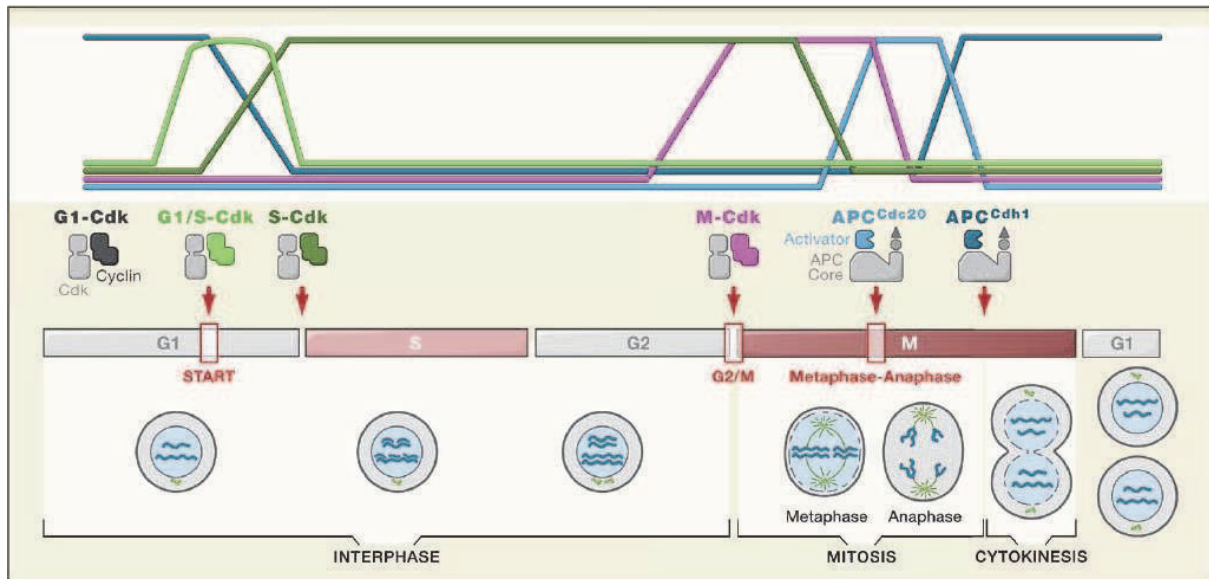 G1-Cdk G1/S-Cdk S-Cdk M-Cdk APCCdc20 APCCdh1
Activator
APC
Core
Cyclin
Cdk
G1 S G2 M G1
START G2/M Metaphase-Anaphase
Metaphase Anaphase
INTERPHASE MITOSIS CYTOKINESIS